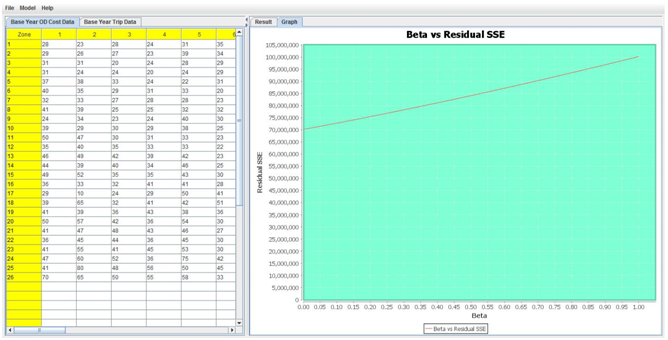 File Model Help
Base Year OD Cost Data Base Year Trip Data
Zone 1 2 3 4 5 6
1 28 23 28 24 31 35
2 29 26 27 23 39 34
3 31 31 20 24 28 29
4 31 24 24 20 24 29
5 37 38 33 24 22 31
6 40 35 29 31 33 20
7 32 33 27 28 28 23
8 41 39 25 25 32 32
9 24 34 23 24 40 30
10 39 29 30 29 38 25
11 50 47 30 31 33 23
12 35 40 35 33 33 22
13 46 49 42 39 42 23
14 44 39 40 34 46 25
15 49 52 35 35 43 30
16 36 33 32 41 41 28
17 29 10 24 29 50 41
18 39 65 32 41 42 51
19 41 39 36 43 38 36
20 50 57 42 36 54 30
21 41 47 48 43 46 27
22 36 45 44 36 45 30
23 41 55 41 45 53 30
24 47 60 52 36 75 42
25 41 80 48 56 50 45
26 70 65 50 55 58 33
Result Graph
Beta vs Residual SSE
105,000,000
100,000,000
95,000,000
90,000,000
85,000,000
80,000,000
75,000,000
70,000,000
65,000,000
60,000,000
55,000,000
50,000,000
45,000,000
40,000,000
35,000,000
30,000,000
25,000,000
20,000,000
15,000,000
10,000,000
5,000,000
0
Residual SSE
0.00 0.05 0.10 0.15 0.20 0.25 0.30 0.35 0.40 0.45 0.50 0.55 0.60 0.65 0.70 0.75 0.80 0.85 0.90 0.95 1.00
Beta
Beta vs Residual SSE